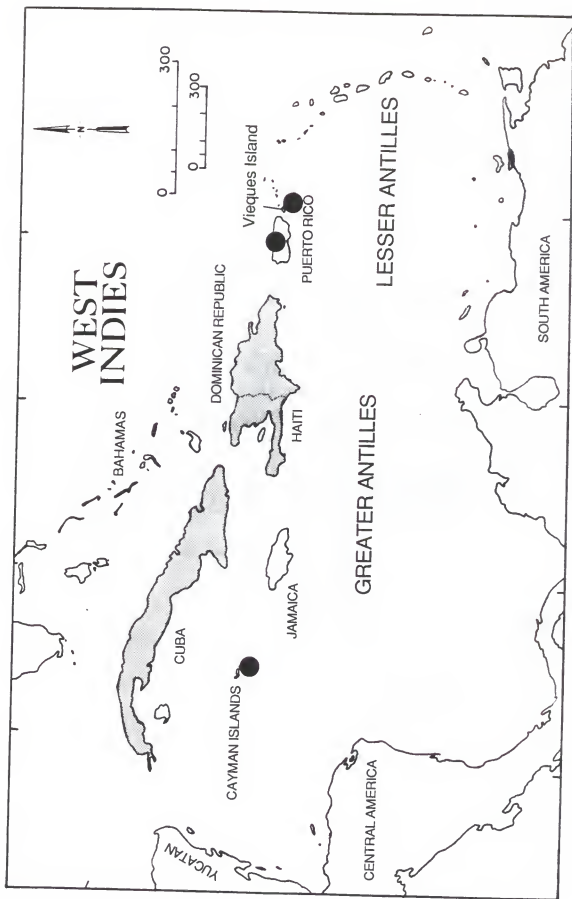 WEST
INDIES
N
0 300
0 300
BAHAMAS
CUBA
DOMINICAN REPUBLIC
HAITI
Vieques Island
PUERTO RICO
CAYMAN ISLANDS
JAMAICA
YUCATAN
GREATER ANTILLES
LESSER ANTILLES
CENTRAL AMERICA
SOUTH AMERICA